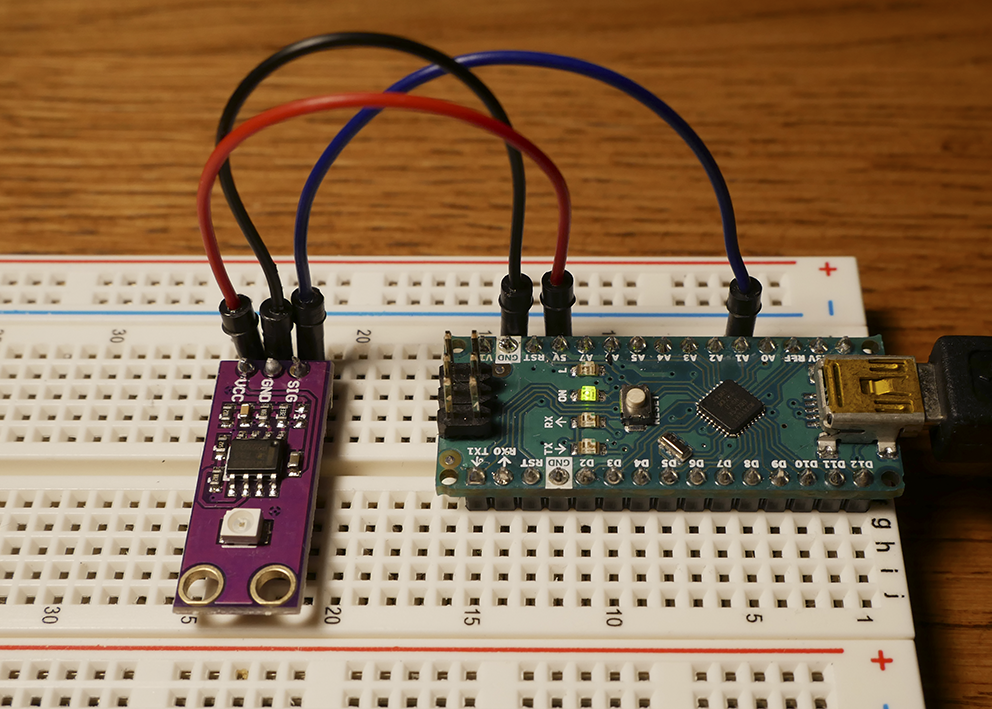 +
30
20
GND RST 5V A7 A6 A5 A4 A3 A2 A1 A0 REF
L
ON
RX
TX
TX1 RX0 RST GND D2 D3 D4 D5 D6 D7 D8 D9 D10 D11 D12
VCC GND SIG
g
h
i
j
30
20
15
10
5
1
+